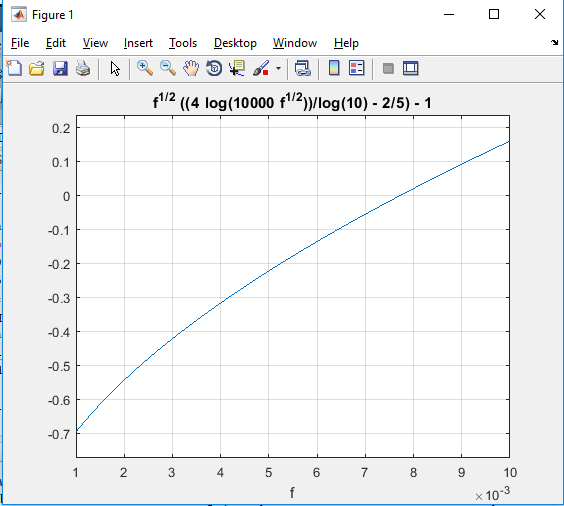 Figure 1
File Edit View Insert Tools Desktop Window Help
f^1/2 ((4 log(10000 f^1/2))/log(10) - 2/5) - 1
0.2
0.1
0
-0.1
-0.2
-0.3
-0.4
-0.5
-0.6
-0.7
1 2 3 4 5 6 7 8 9 10
f
×10^-3